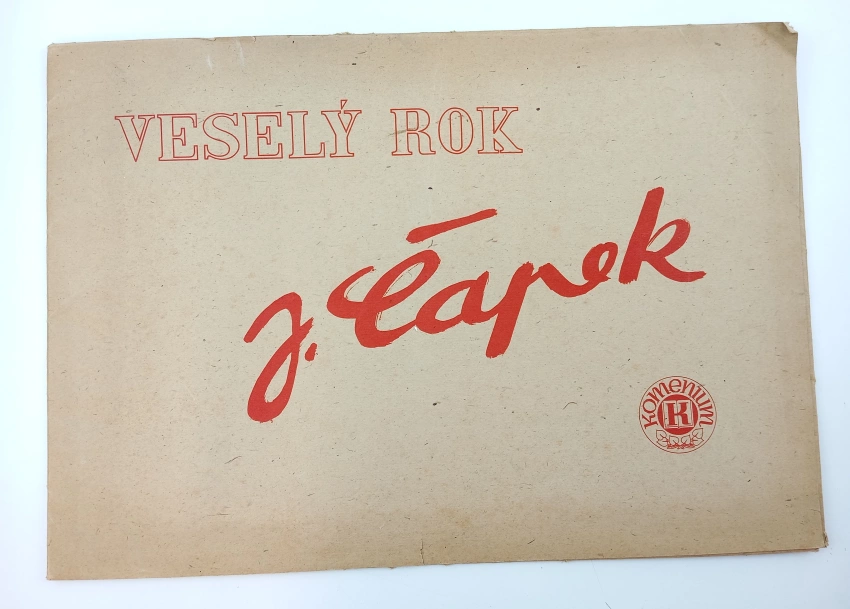 VESELÝ ROK
J. Čapek
Komenium
K